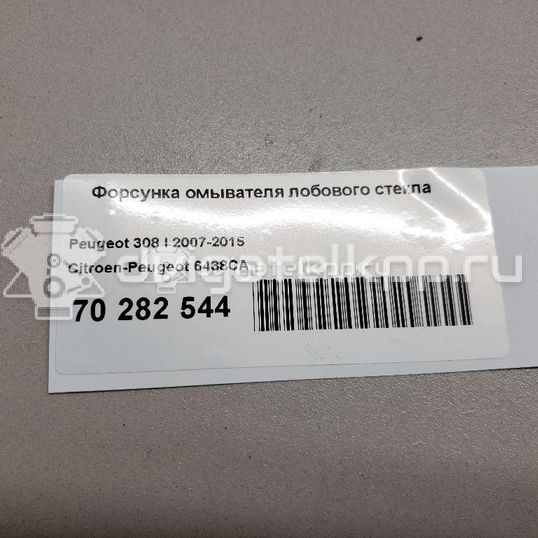 Форсунка омывателя лобового стекла
Peugeot 308 I 2007-2015
Citroen-Peugeot 6438CA
70 282 544